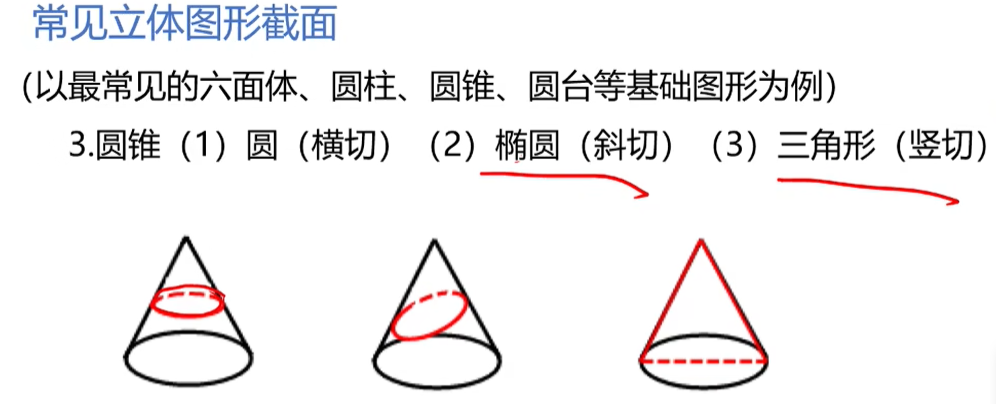 常见立体图形截面
(以最常见的六面体、圆柱、圆锥、圆台等基础图形为例)
3.圆锥（1）圆（横切）（2）椭圆（斜切）（3）三角形（竖切）